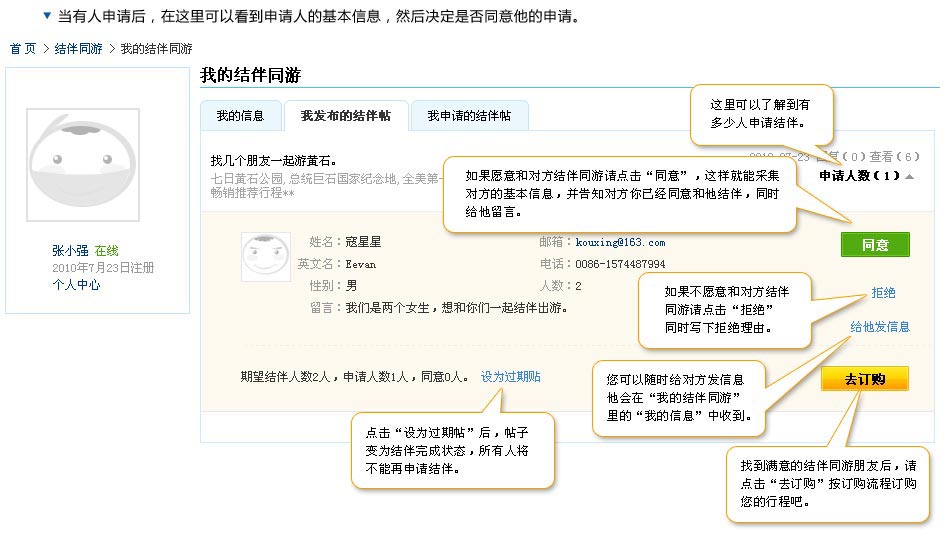 ▼ 当有人申请后，在这里可以看到申请人的基本信息，然后决定是否同意他的申请。
首页 > 结伴同游 > 我的结伴同游
我的结伴同游
我的信息 我发布的结伴帖 我申请的结伴帖
这里可以了解到有
多少人申请结伴。
找几个朋友一起游黄石。
七日黄石公园, 总统巨石国家纪念地, 全美第一
畅销推荐行程**
2010-07-23 回复 ( 0 ) 查看 ( 6 )
申请人数 ( 1 )
如果愿意和对方结伴同游请点击“同意”，这样就能采集
对方的基本信息，并告知对方你已经同意和他结伴，同时
给他留言。
张小强 在线
2010年7月23日注册
个人中心
姓名：寇星星 邮箱：kouxing@163.com
英文名：Eevan 电话：0086-1574487994
性别：男 人数：2
留言：我们是两个女生，想和你们一起结伴出游。
同意
拒绝
给他发信息
如果不愿意和对方结伴
同游请点击“拒绝”
同时写下拒绝理由。
期望结伴人数2人，申请人数1人，同意0人。 设为过期贴
去订购
您可以随时给对方发信息
他会在“我的结伴同游”
里的“我的信息”中收到。
点击“设为过期帖”后，帖子
变为结伴完成状态，所有人将
不能再申请结伴。
找到满意的结伴同游朋友后，请
点击“去订购”按订购流程订购
您的行程吧。